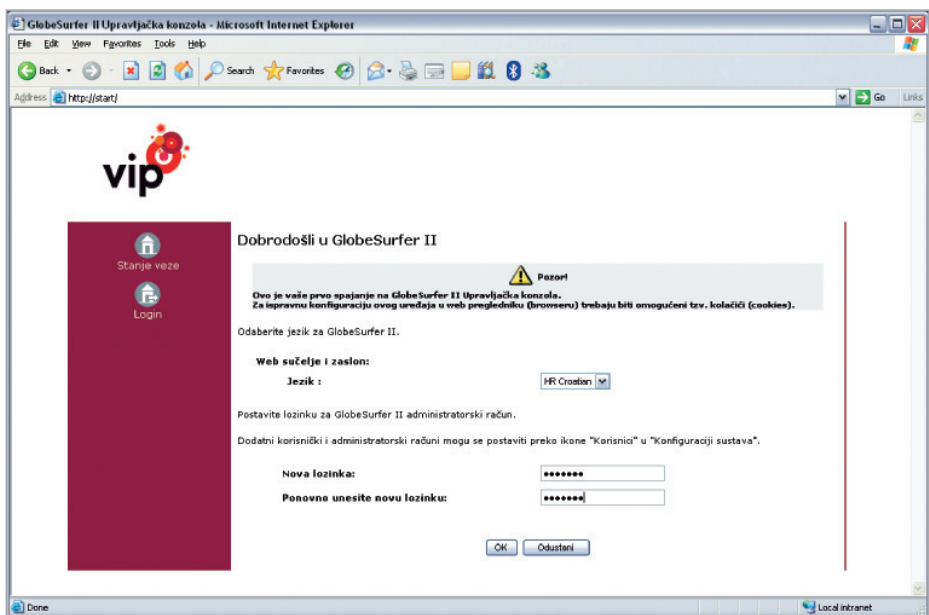 GlobeSurfer II Upravljačka konzola - Microsoft Internet Explorer
File Edit View Favorites Tools Help
Back Search Favorites
Address http://start/ Go Links
vip
Dobrodošli u GlobeSurfer II
Stanje veze
Login
Pozor!
Ovo je vaše prvo spajanje na GlobeSurfer II Upravljačka konzola.
Za ispravnu konfiguraciju ovog uređaja u web pregledniku (browseru) trebaju biti omogućeni tzv. kolačići (cookies).
Odaberite jezik za GlobeSurfer II.
Web sučelje i zaslon:
Jezik : HR Croatian
Postavite lozinku za GlobeSurfer II administratorski račun.
Dodatni korisnički i administratorski računi mogu se postaviti preko ikone "Korisnici" u "Konfiguraciji sustava".
Nova lozinka: •••••••
Ponovno unesite novu lozinku: •••••••
OK Odustani
Done Local intranet